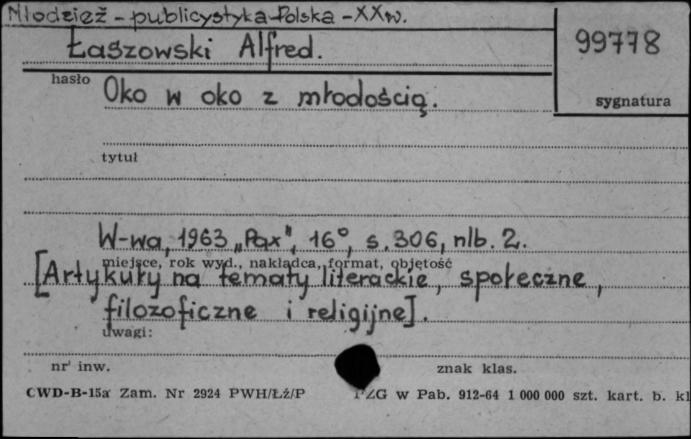 Młodzież - publicystyka - Polska - XX w.
Łaszowski Alfred.
99778
hasło
Oko w oko z młodością.
sygnatura
tytuł
W-wa, 1963 „Pax", 16°, s. 306, nlb. 2.
miejsce, rok wyd., nakładca, format, objętość
[Artykuły na tematy literackie, społeczne,
filozoficzne i religijne].
uwagi:
nr inw.
znak klas.
CWD-B-15a Zam. Nr 2924 PWH/Łź/P PZG w Pab. 912-64 1 000 000 szt. kart. b. kl